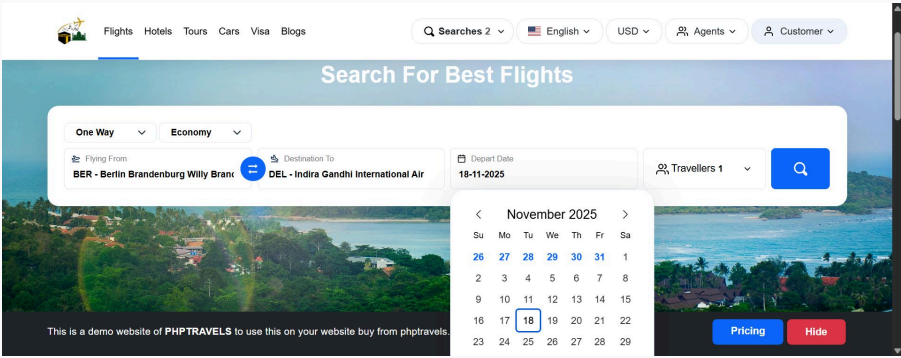 Flights Hotels Tours Cars Visa Blogs Searches 2 English USD Agents Customer
Search For Best Flights
One Way Economy
Flying From Destination To Depart Date
BER - Berlin Brandenburg Willy Branc DEL - Indira Gandhi International Air 18-11-2025 Travellers 1
November 2025
Su Mo Tu We Th Fr Sa
26 27 28 29 30 31 1
2 3 4 5 6 7 8
9 10 11 12 13 14 15
16 17 18 19 20 21 22
23 24 25 26 27 28 29
This is a demo website of PHPTRAVELS to use this on your website buy from phptravels.
Pricing Hide